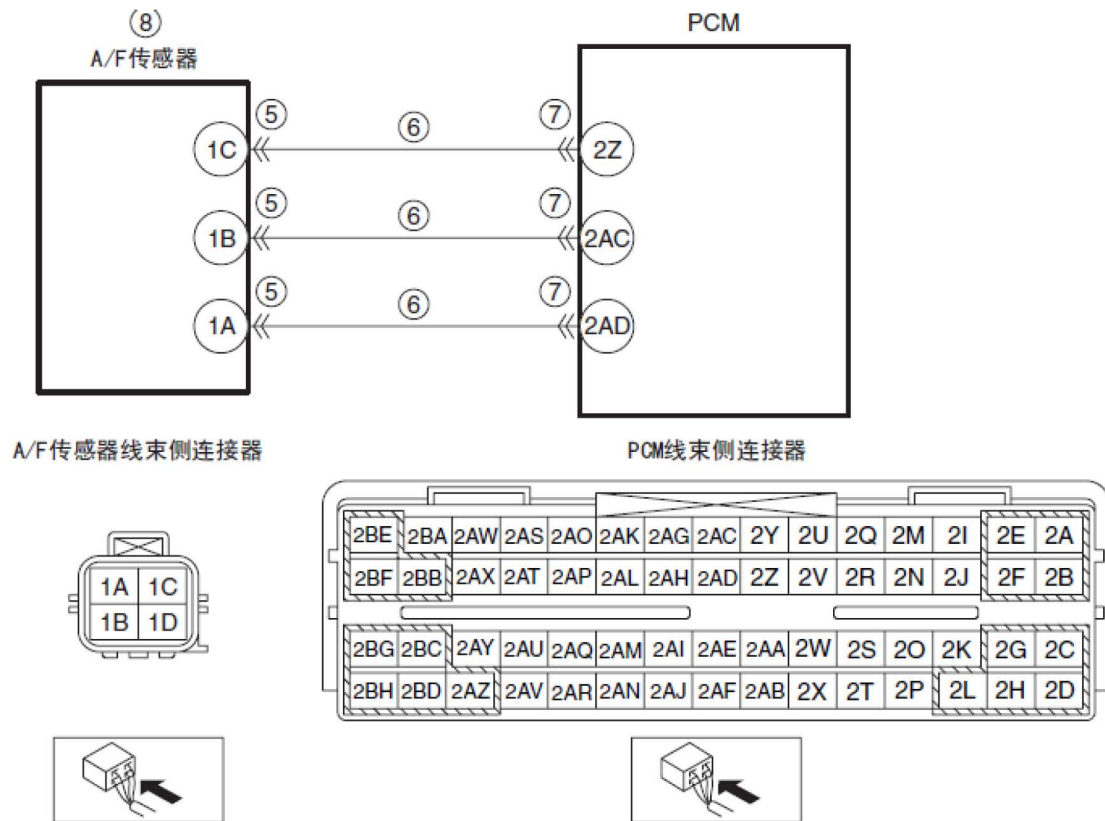 ⑧ PCM
A/F传感器
⑤ ⑥ ⑦
1C 2Z
⑤ ⑥ ⑦
1B 2AC
⑤ ⑥ ⑦
1A 2AD
A/F传感器线束侧连接器 PCM线束侧连接器
1A 1C
1B 1D
2BE 2BA 2AW 2AS 2AO 2AK 2AG 2AC 2Y 2U 2Q 2M 2I 2E 2A
2BF 2BB 2AX 2AT 2AP 2AL 2AH 2AD 2Z 2V 2R 2N 2J 2F 2B
2BG 2BC 2AY 2AU 2AQ 2AM 2AI 2AE 2AA 2W 2S 2O 2K 2G 2C
2BH 2BD 2AZ 2AV 2AR 2AN 2AJ 2AF 2AB 2X 2T 2P 2L 2H 2D